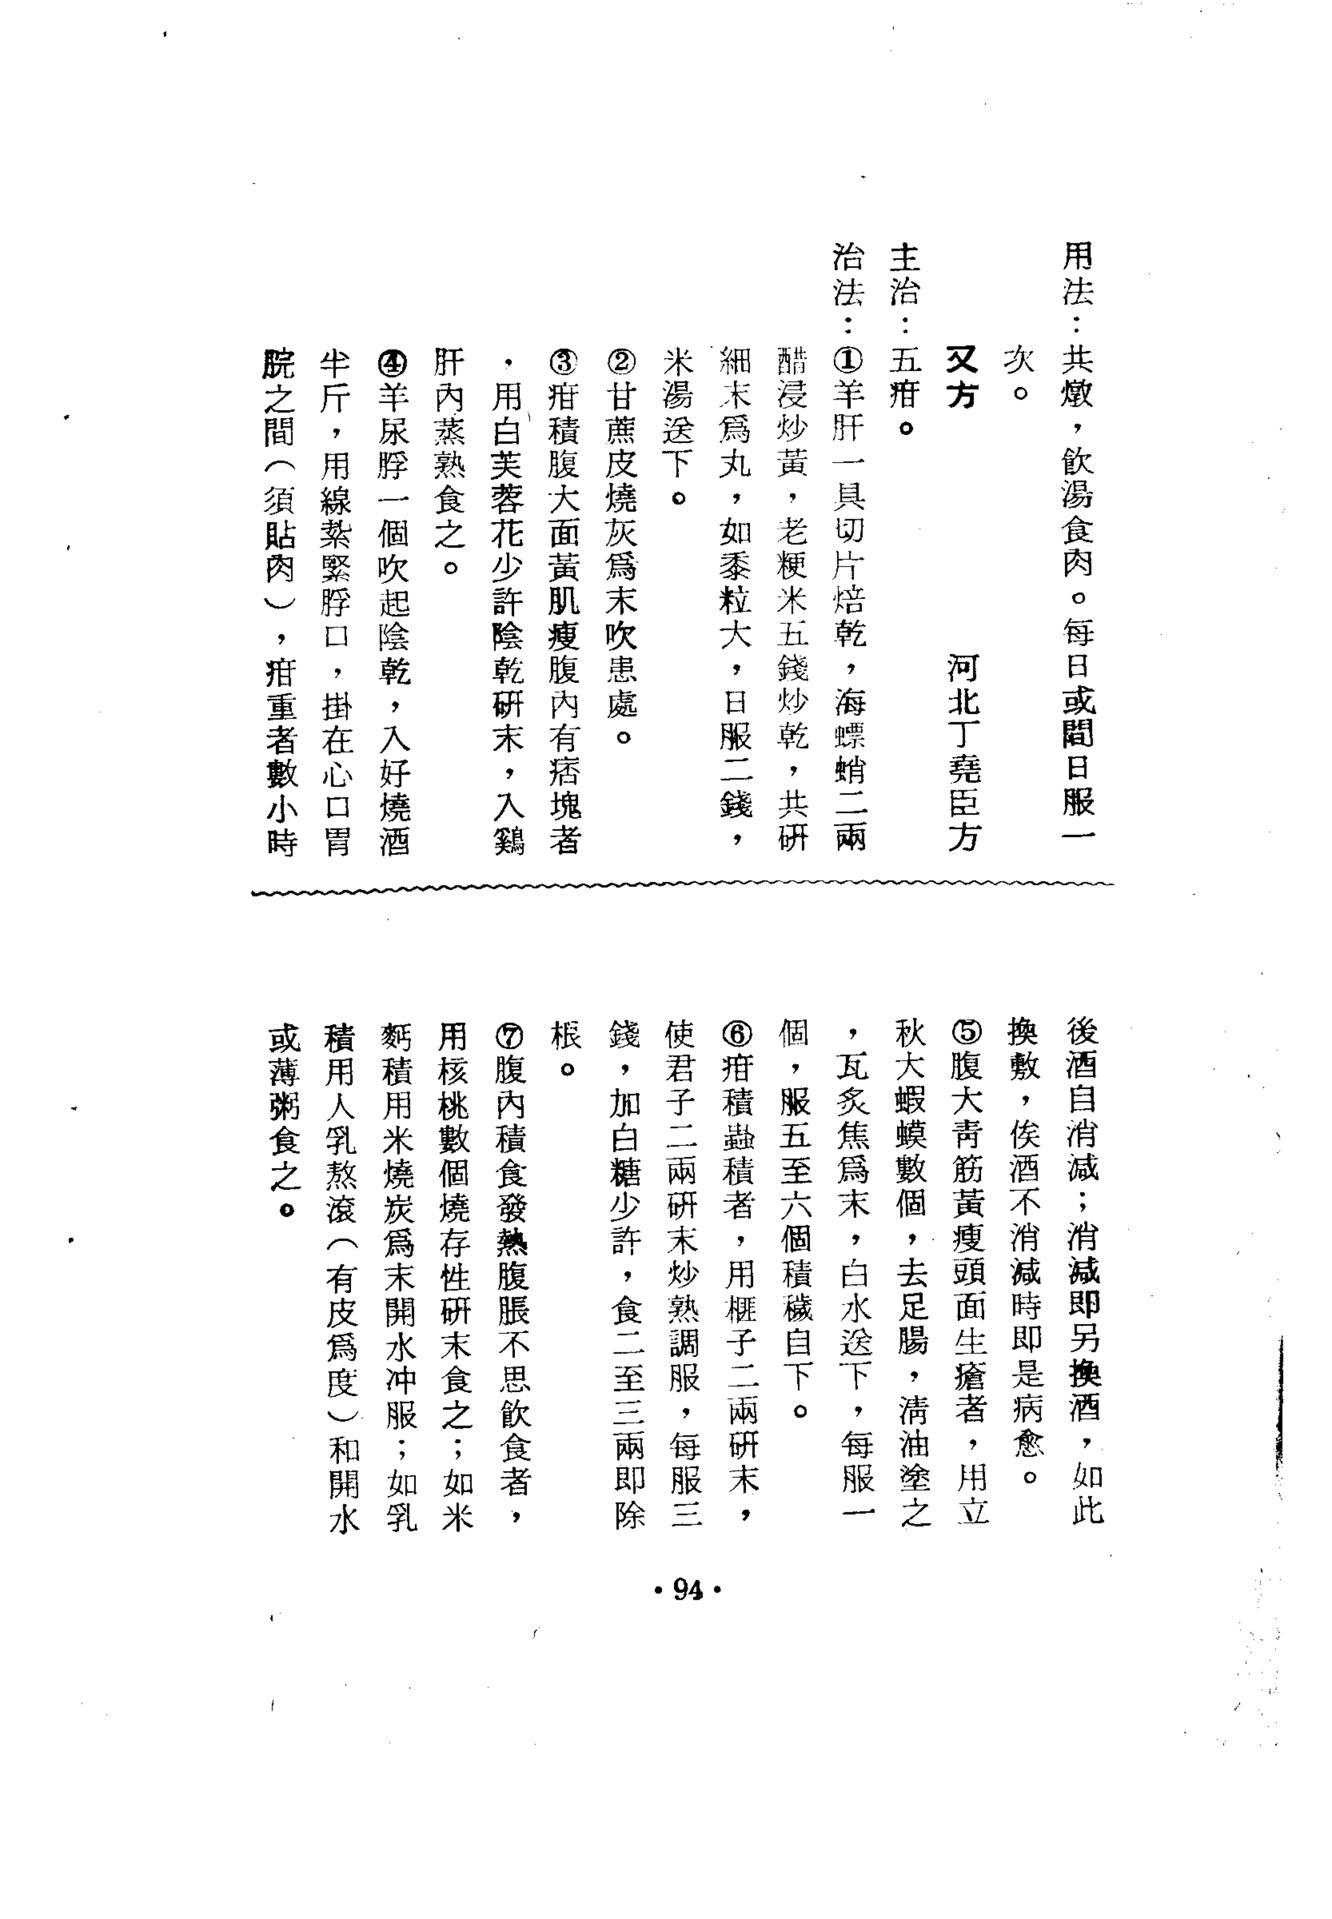 用法：共燉，飲湯食肉。每日或間日服一
次。
又方　河北丁堯臣方
主治：五疳。
治法：①羊肝一具切片焙乾，海螵蛸二兩
醋浸炒黃，老粳米五錢炒乾，共研
細末爲丸，如黍粒大，日服二錢，
米湯送下。
②甘蔗皮燒灰爲末吹患處。
③疳積腹大面黃肌瘦腹內有痞塊者
，用白芙蓉花少許陰乾研末，入鷄
肝內蒸熟食之。
④羊尿脬一個吹起陰乾，入好燒酒
半斤，用線紮緊脬口，掛在心口胃
脘之間（須貼肉），疳重者數小時
後酒自消減；消減即另換酒，如此
換敷，俟酒不消減時即是病愈。
⑤腹大青筋黃瘦頭面生瘡者，用立
秋大蝦蟆數個，去足腸，清油塗之
，瓦炙焦爲末，白水送下，每服一
個，服五至六個積穢自下。
⑥疳積蟲積者，用榧子二兩研末，
使君子二兩研末炒熟調服，每服三
錢，加白糖少許，食二至三兩即除
根。
⑦腹內積食發熱腹脹不思飲食者，
用核桃數個燒存性研末食之；如米
麪積用米燒炭爲末開水冲服；如乳
積用人乳熬滾（有皮爲度）和開水
或薄粥食之。
•94•